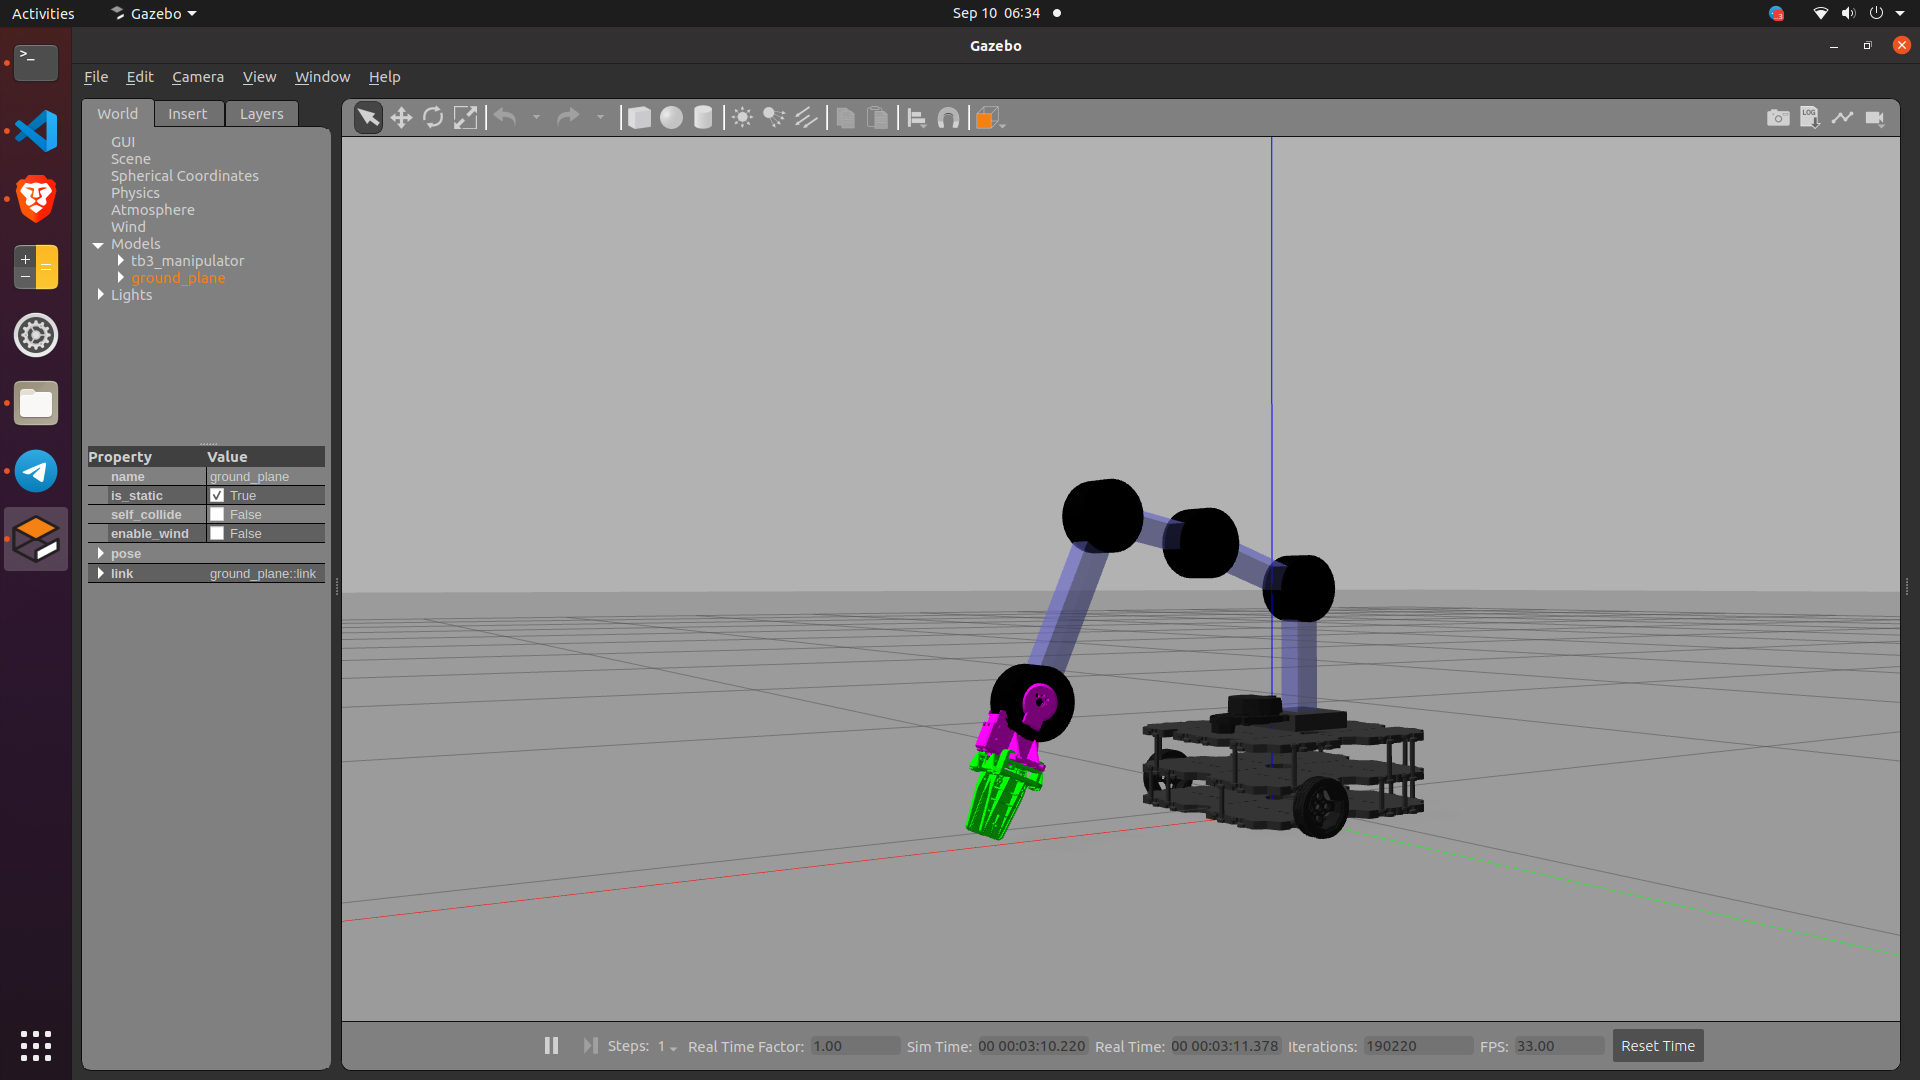 Activities Gazebo Sep 10 06:34
Gazebo
File Edit Camera View Window Help
World Insert Layers
GUI
Scene
Spherical Coordinates
Physics
Atmosphere
Wind
Models
tb3_manipulator
ground_plane
Lights
Property Value
name ground_plane
is_static True
self_collide False
enable_wind False
pose
link ground_plane::link
LOG
Steps: 1 Real Time Factor: 1.00 Sim Time: 00 00:03:10.220 Real Time: 00 00:03:11.378 Iterations: 190220 FPS: 33.00 Reset Time